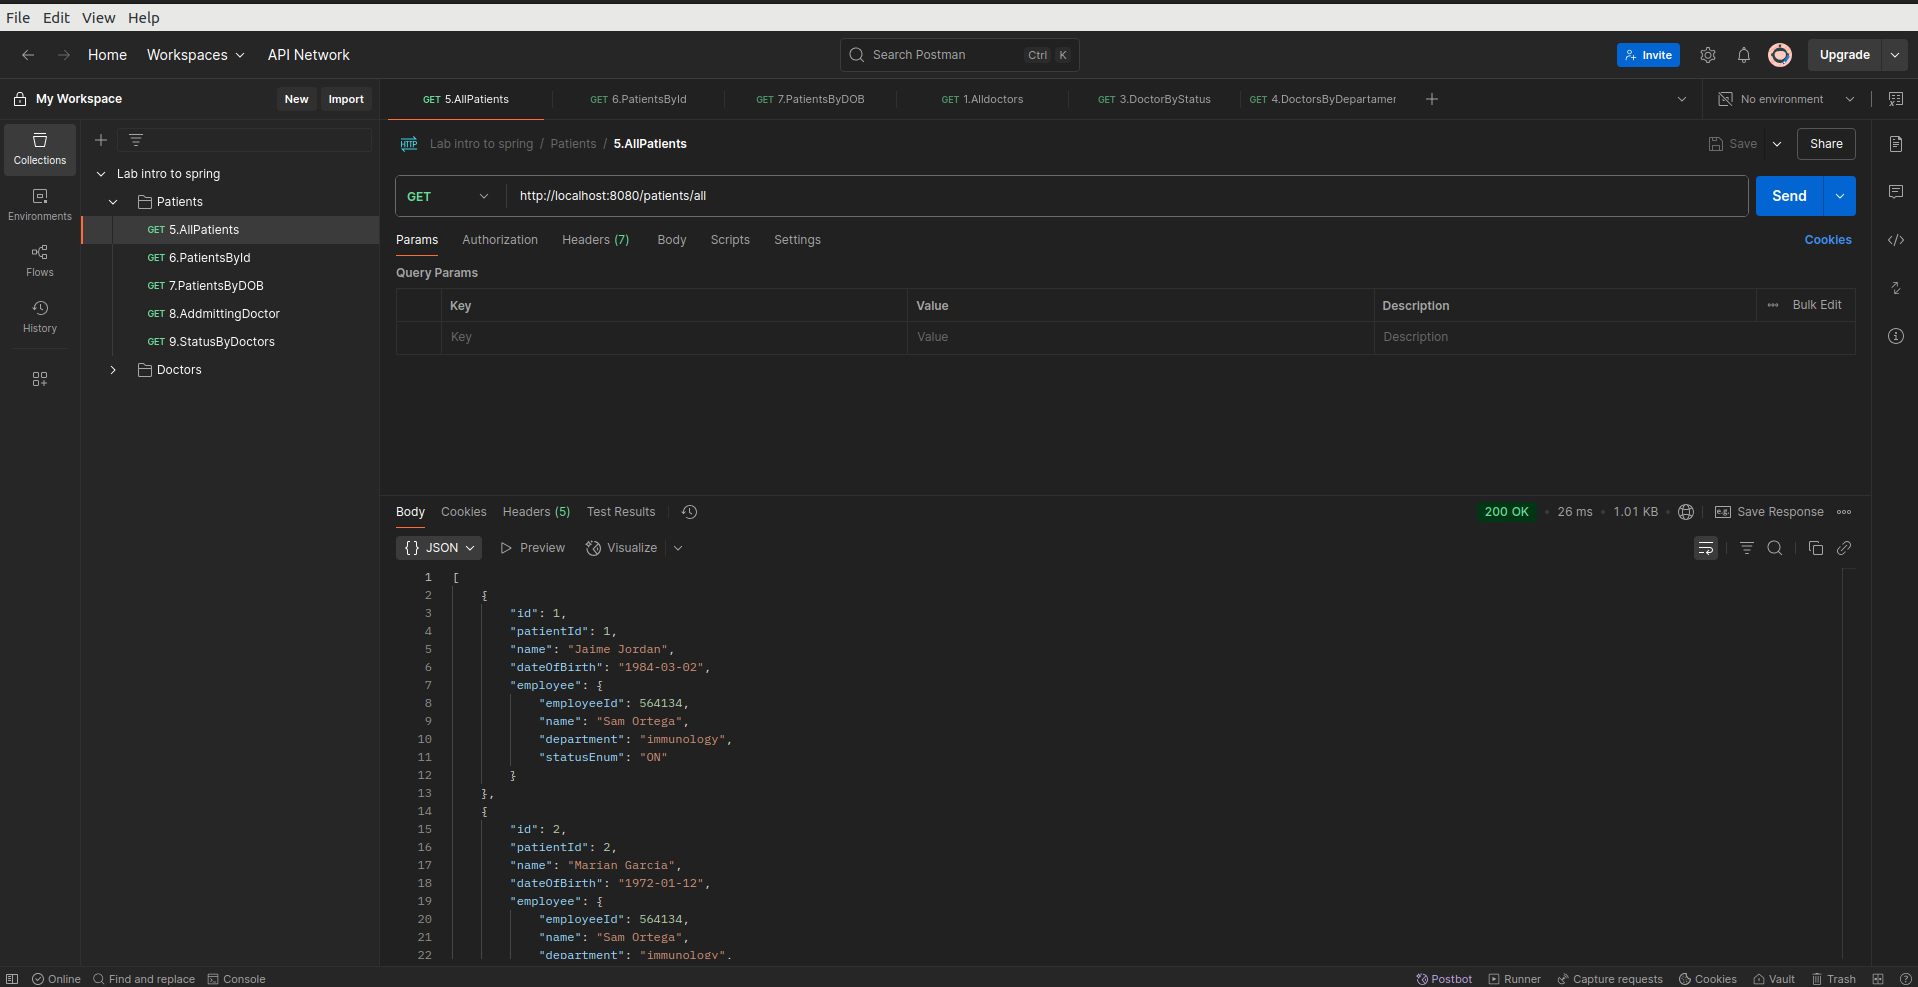 File Edit View Help
Home Workspaces API Network
Search Postman Ctrl K
Invite Upgrade
My Workspace New Import
GET 5.AllPatients GET 6.PatientsById GET 7.PatientsByDOB GET 1.Alldoctors GET 3.DoctorByStatus GET 4.DoctorsByDepartamer
No environment
Collections
Environments
Flows
History
Lab intro to spring
Patients
GET 5.AllPatients
GET 6.PatientsById
GET 7.PatientsByDOB
GET 8.AddmittingDoctor
GET 9.StatusByDoctors
Doctors
HTTP Lab intro to spring / Patients / 5.AllPatients
Save Share
GET http://localhost:8080/patients/all Send
Params Authorization Headers (7) Body Scripts Settings Cookies
Query Params
Key Value Description Bulk Edit
Key Value Description
Body Cookies Headers (5) Test Results 200 OK • 26 ms • 1.01 KB • e.g. Save Response
{} JSON Preview Visualize
1 [
2 {
3 "id": 1,
4 "patientId": 1,
5 "name": "Jaime Jordan",
6 "dateOfBirth": "1984-03-02",
7 "employee": {
8 "employeeId": 564134,
9 "name": "Sam Ortega",
10 "department": "immunology",
11 "statusEnum": "ON"
12 }
13 },
14 {
15 "id": 2,
16 "patientId": 2,
17 "name": "Marian Garcia",
18 "dateOfBirth": "1972-01-12",
19 "employee": {
20 "employeeId": 564134,
21 "name": "Sam Ortega",
22 "department": "immunology",
Online Find and replace Console
Postbot Runner Capture requests Cookies Vault Trash